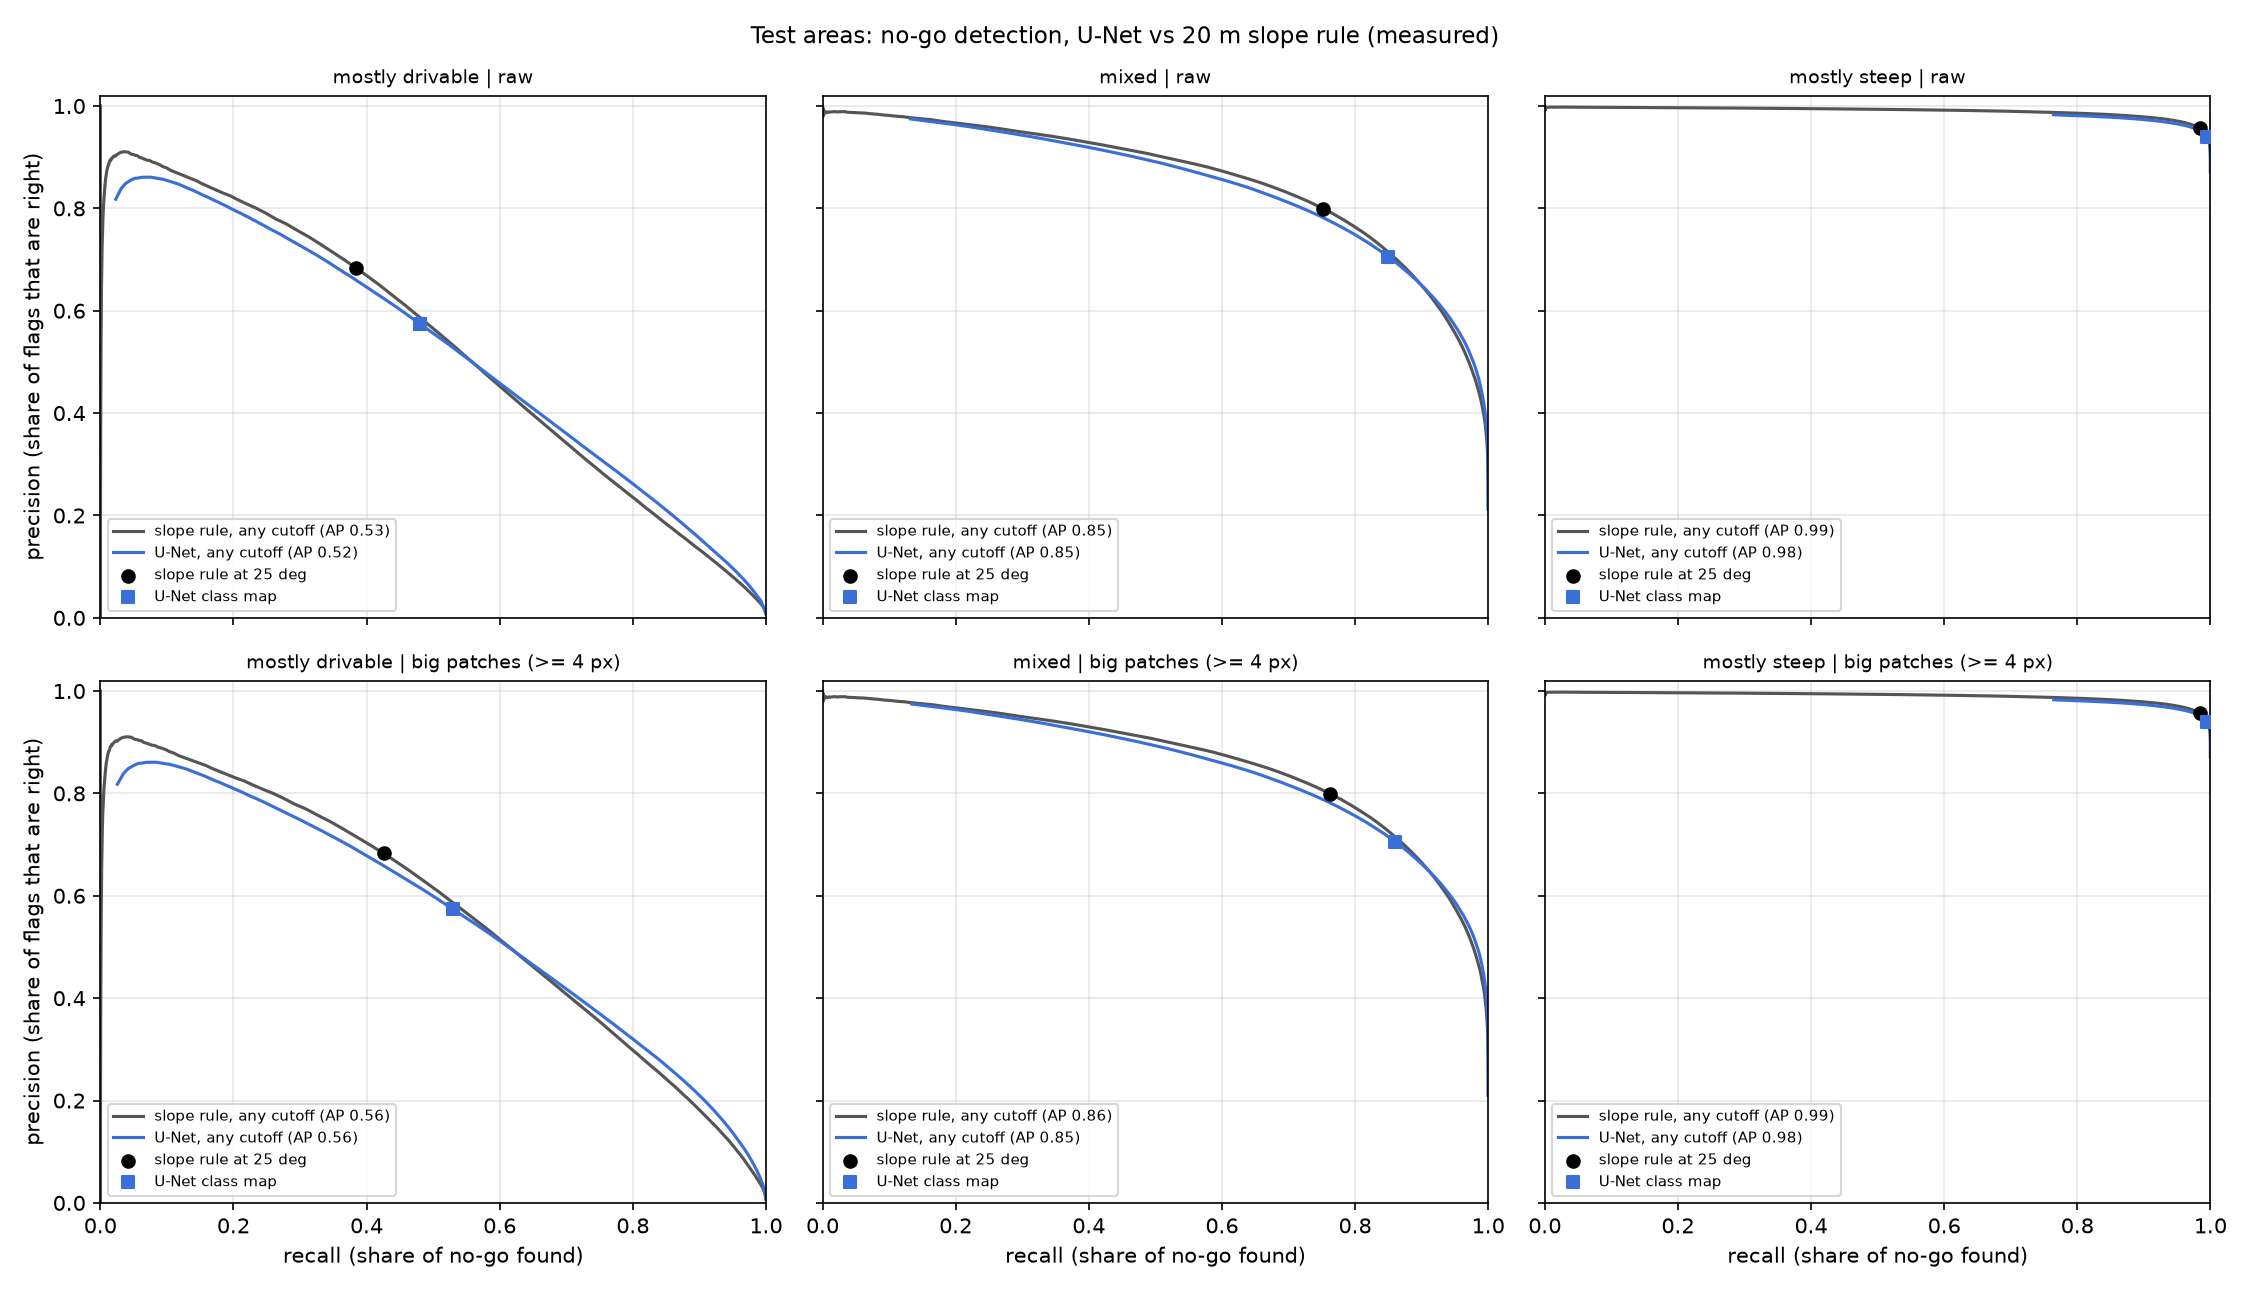 Test areas: no-go detection, U-Net vs 20 m slope rule (measured)
mostly drivable | raw
mixed | raw
mostly steep | raw
precision (share of flags that are right)
1.0
0.8
0.6
0.4
0.2
0.0
slope rule, any cutoff (AP 0.53)
U-Net, any cutoff (AP 0.52)
slope rule at 25 deg
U-Net class map
slope rule, any cutoff (AP 0.85)
U-Net, any cutoff (AP 0.85)
slope rule at 25 deg
U-Net class map
slope rule, any cutoff (AP 0.99)
U-Net, any cutoff (AP 0.98)
slope rule at 25 deg
U-Net class map
mostly drivable | big patches (>= 4 px)
mixed | big patches (>= 4 px)
mostly steep | big patches (>= 4 px)
precision (share of flags that are right)
1.0
0.8
0.6
0.4
0.2
0.0
slope rule, any cutoff (AP 0.56)
U-Net, any cutoff (AP 0.56)
slope rule at 25 deg
U-Net class map
slope rule, any cutoff (AP 0.86)
U-Net, any cutoff (AP 0.85)
slope rule at 25 deg
U-Net class map
slope rule, any cutoff (AP 0.99)
U-Net, any cutoff (AP 0.98)
slope rule at 25 deg
U-Net class map
0.0 0.2 0.4 0.6 0.8 1.0
0.0 0.2 0.4 0.6 0.8 1.0
0.0 0.2 0.4 0.6 0.8 1.0
recall (share of no-go found)
recall (share of no-go found)
recall (share of no-go found)